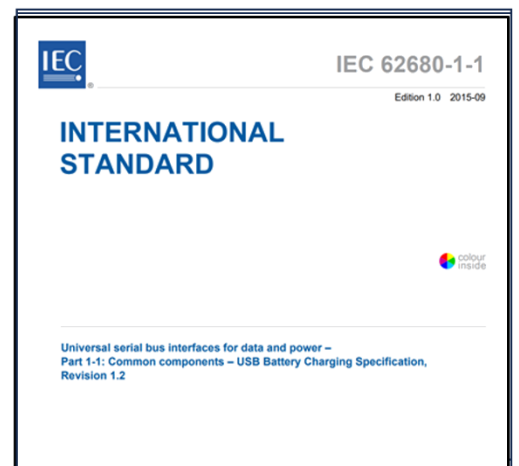 IEC
IEC 62680-1-1
Edition 1.0 2015-09
INTERNATIONAL
STANDARD
colour
inside
Universal serial bus interfaces for data and power –
Part 1-1: Common components – USB Battery Charging Specification,
Revision 1.2